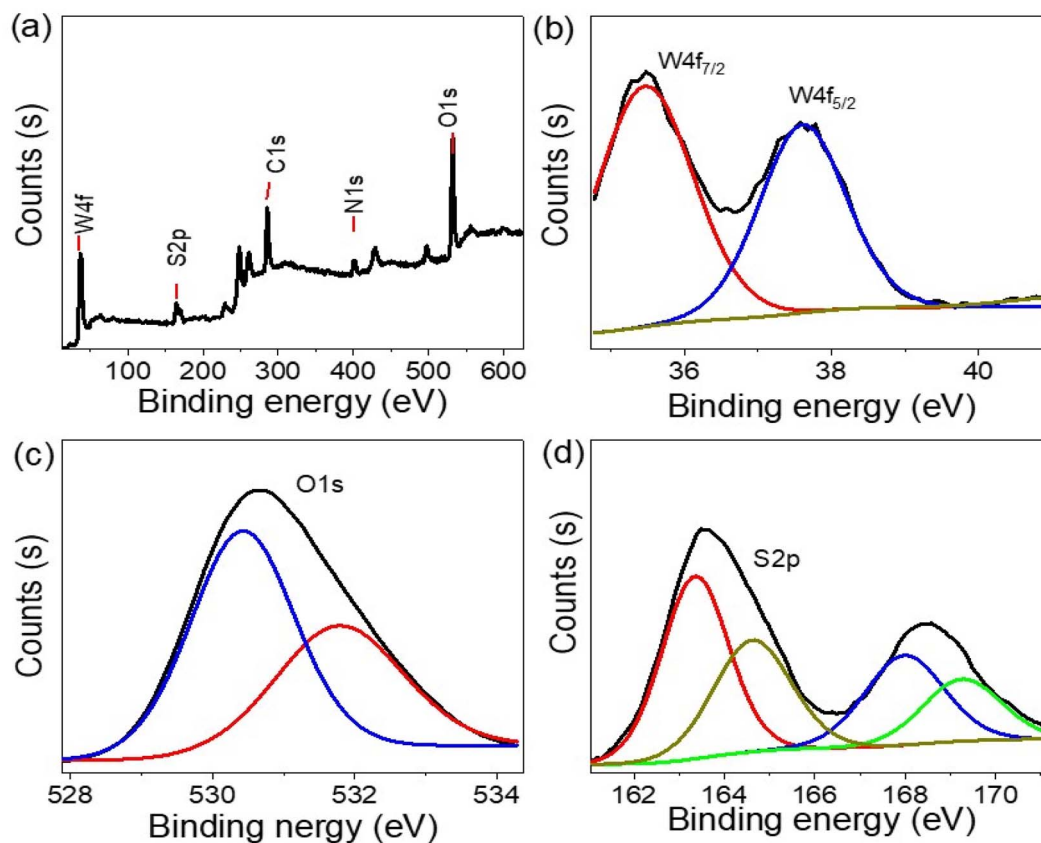 (a)
W4f
S2p
C1s
N1s
O1s
Counts (s)
100 200 300 400 500 600
Binding energy (eV)
(b)
W4f7/2
W4f5/2
Counts (s)
36 38 40
Binding energy (eV)
(c)
O1s
Counts (s)
528 530 532 534
Binding nergy (eV)
(d)
S2p
Counts (s)
162 164 166 168 170
Binding energy (eV)